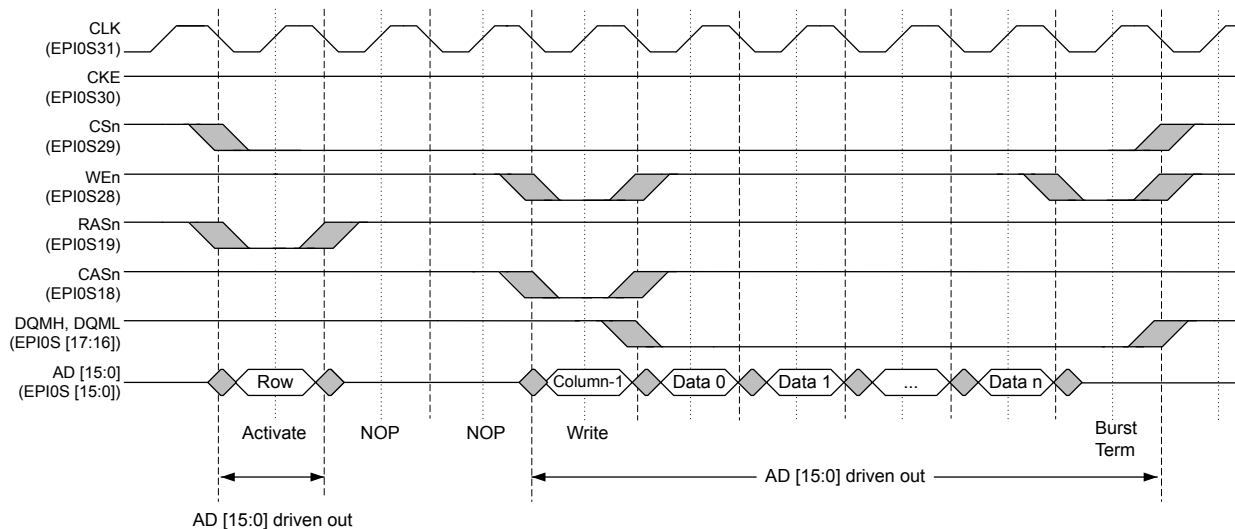 CLK
(EPI0S31)
CKE
(EPI0S30)
CSn
(EPI0S29)
WEn
(EPI0S28)
RASn
(EPI0S19)
CASn
(EPI0S18)
DQMH, DQML
(EPI0S [17:16])
AD [15:0]
(EPI0S [15:0])
Row
Column-1
Data 0
Data 1
...
Data n
Activate
NOP
NOP
Write
Burst
Term
AD [15:0] driven out
AD [15:0] driven out